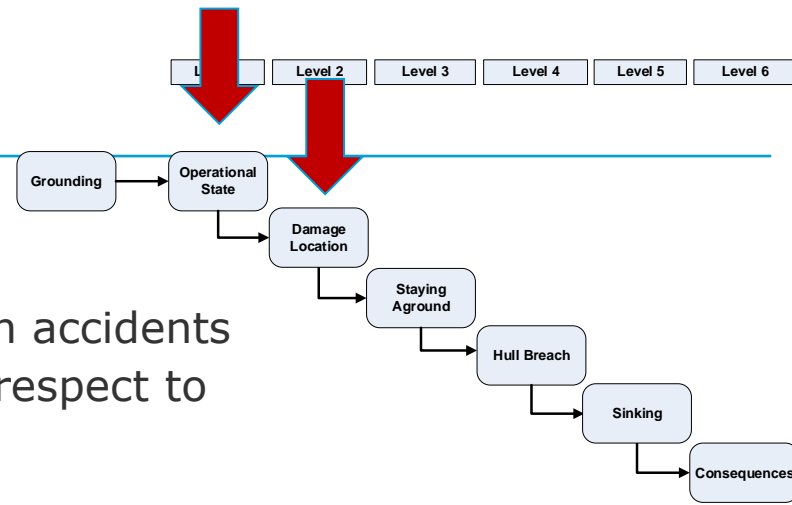 Level 2
Level 3
Level 4
Level 5
Level 6
Grounding
Operational
State
Damage
Location
Staying
Aground
accidents
respect to
Hull Breach
Sinking
Consequences